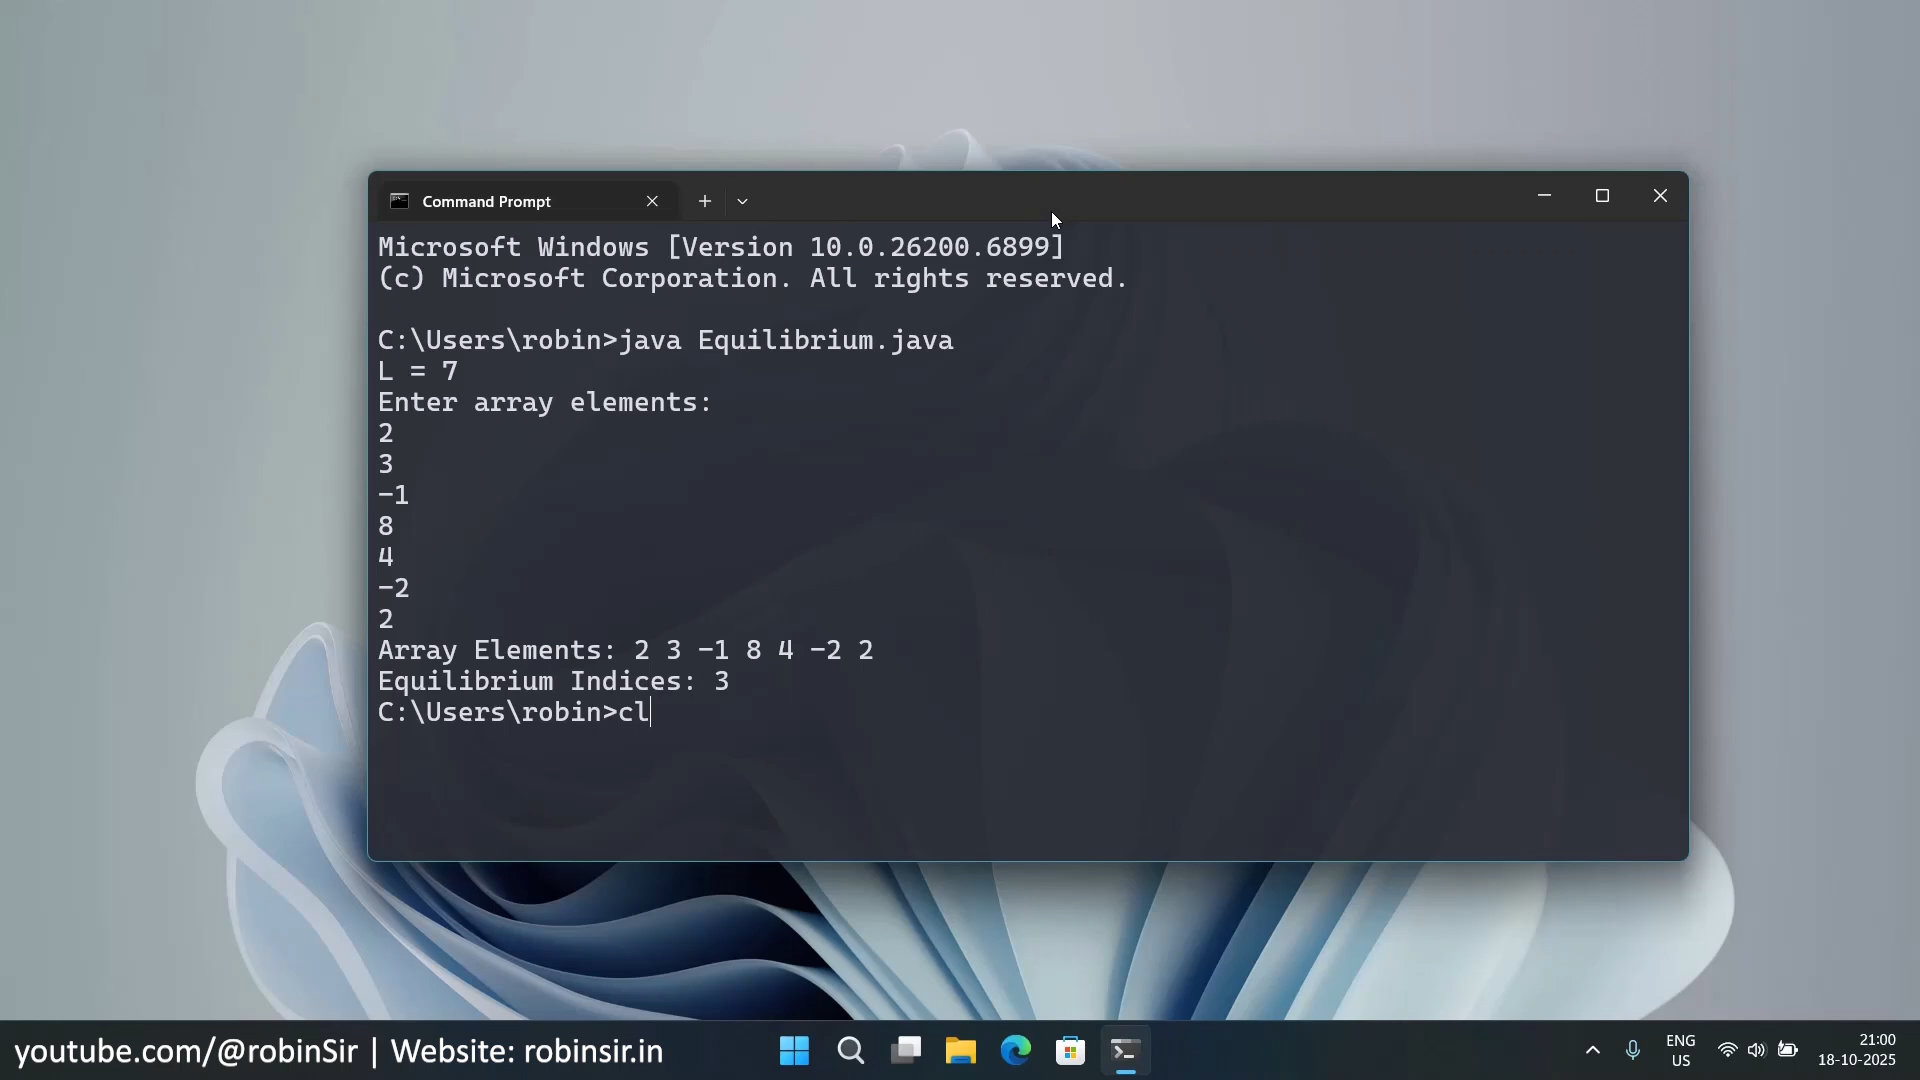 Command Prompt
Microsoft Windows [Version 10.0.26200.6899]
(c) Microsoft Corporation. All rights reserved.
C:\Users\robin>java Equilibrium.java
L = 7
Enter array elements:
2
3
-1
8
4
-2
2
Array Elements: 2 3 -1 8 4 -2 2
Equilibrium Indices: 3
C:\Users\robin>cl
youtube.com/@robinSir | Website: robinsir.in
ENG
US
21:00
18-10-2025